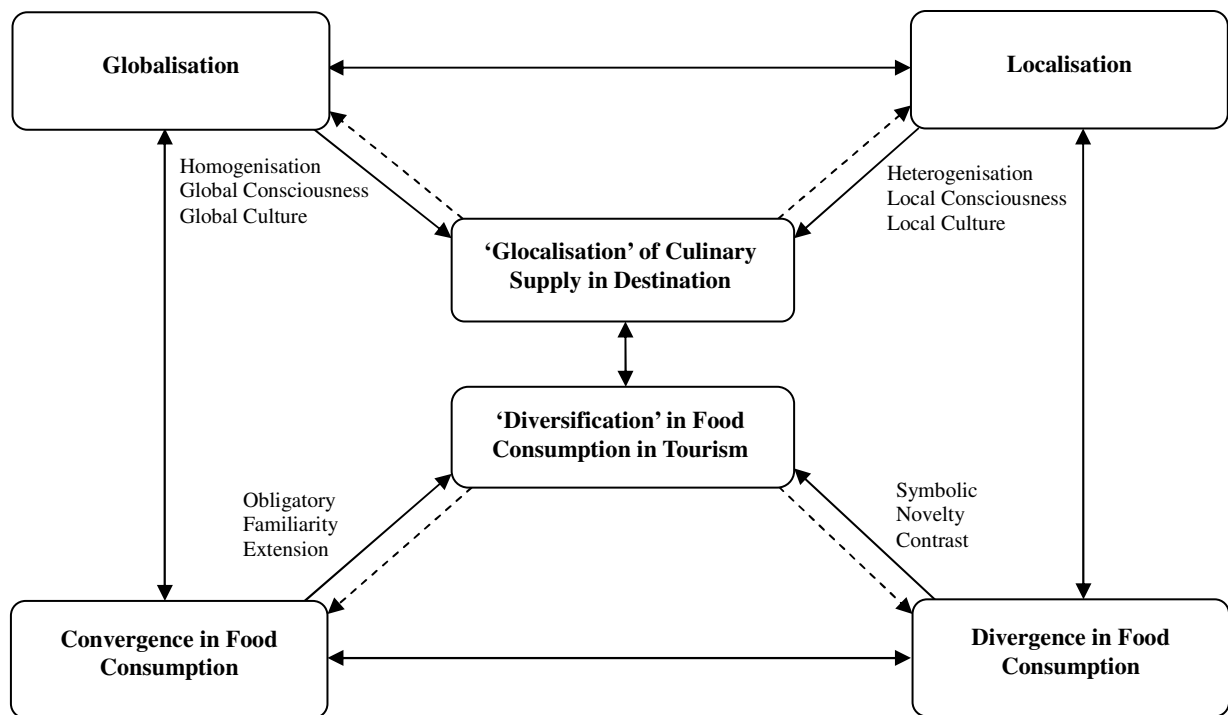 Globalisation
Localisation
Homogenisation
Global Consciousness
Global Culture
Heterogenisation
Local Consciousness
Local Culture
‘Glocalisation’ of Culinary
Supply in Destination
‘Diversification’ in Food
Consumption in Tourism
Obligatory
Familiarity
Extension
Symbolic
Novelty
Contrast
Convergence in Food
Consumption
Divergence in Food
Consumption